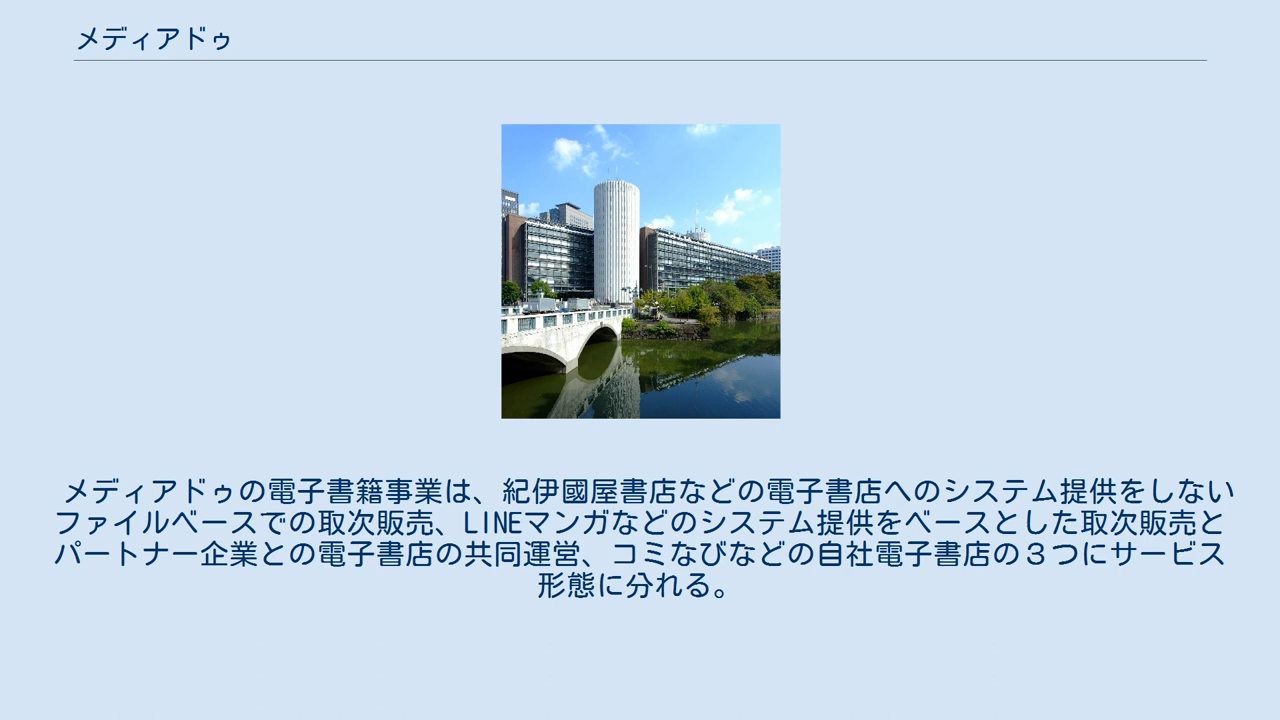 メディアドゥ
メディアドゥの電子書籍事業は、紀伊國屋書店などの電子書店へのシステム提供をしない
ファイルベースでの取次販売、LINEマンガなどのシステム提供をベースとした取次販売と
パートナー企業との電子書店の共同運営、コミなびなどの自社電子書店の３つにサービス
形態に分れる。